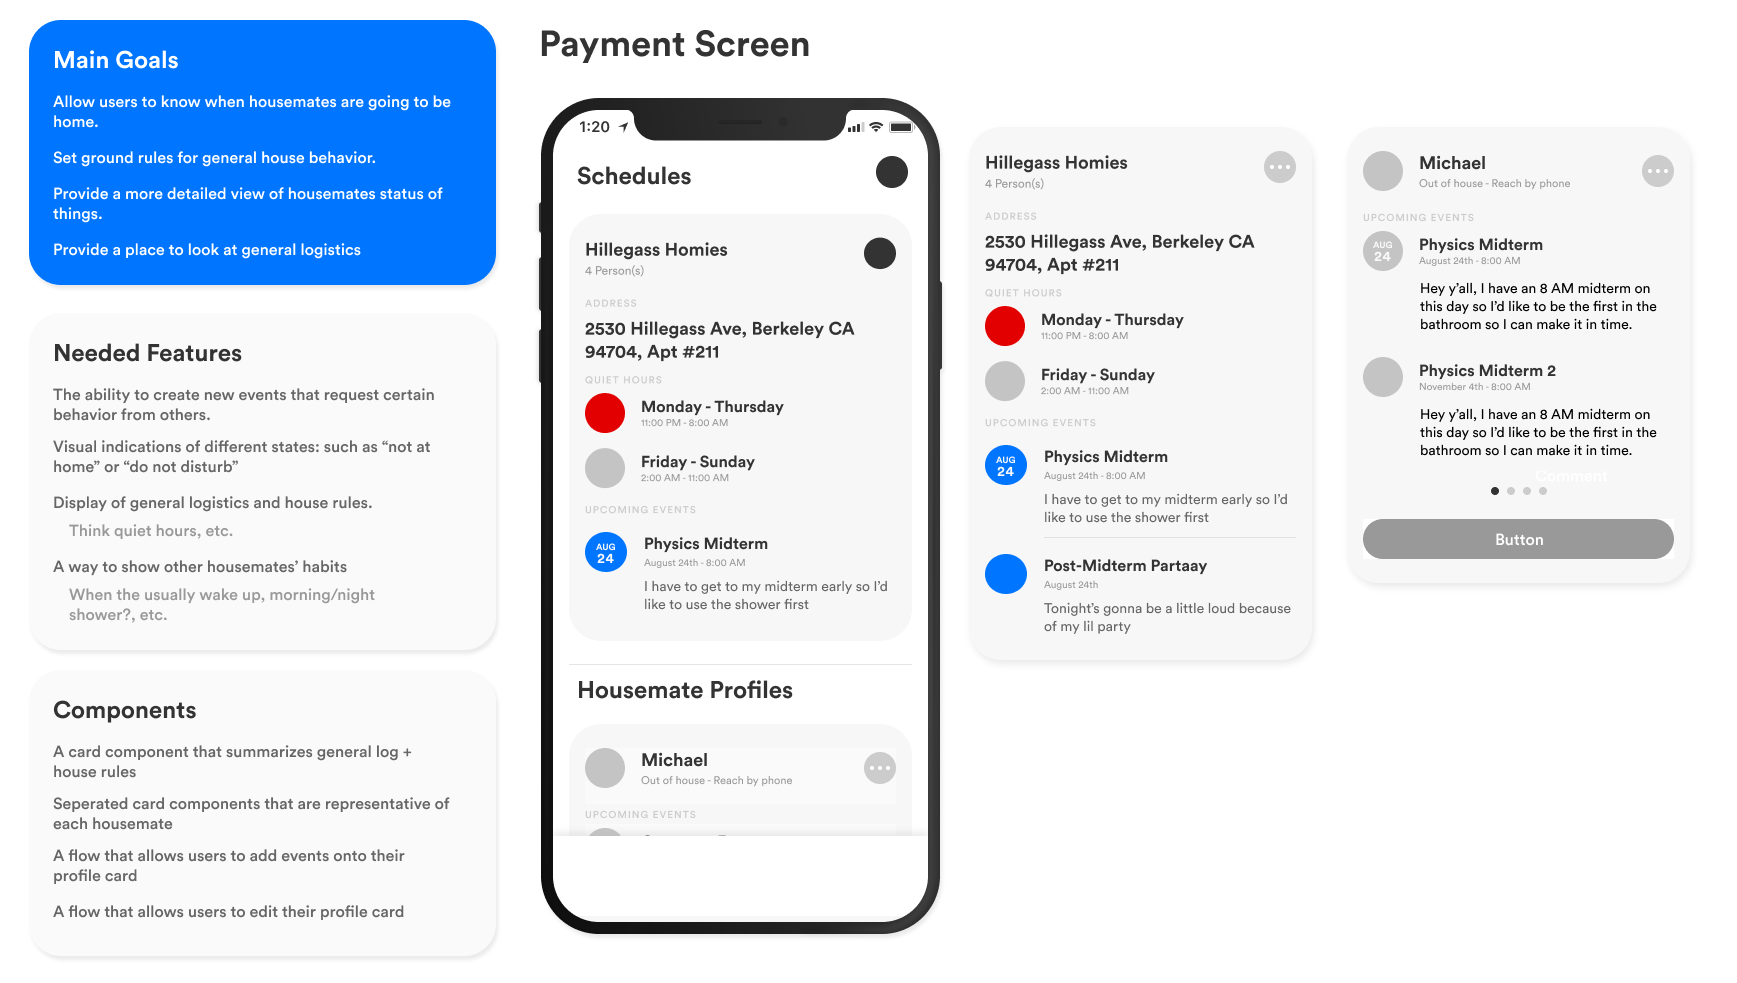 Main Goals
Allow users to know when housemates are going to be
home.
Set ground rules for general house behavior.
Provide a more detailed view of housemates status of
things.
Provide a place to look at general logistics
Needed Features
The ability to create new events that request certain
behavior from others.
Visual indications of different states: such as “not at
home” or “do not disturb”
Display of general logistics and house rules.
Think quiet hours, etc.
A way to show other housemates’ habits
When the usually wake up, morning/night
shower?, etc.
Components
A card component that summarizes general log +
house rules
Seperated card components that are representative of
each housemate
A flow that allows users to add events onto their
profile card
A flow that allows users to edit their profile card
Payment Screen
1:20
Schedules
Hillegass Homies
4 Person(s)
ADDRESS
2530 Hillegass Ave, Berkeley CA
94704, Apt #211
QUIET HOURS
Monday - Thursday
11:00 PM - 8:00 AM
Friday - Sunday
2:00 AM - 11:00 AM
UPCOMING EVENTS
AUG
24
Physics Midterm
August 24th - 8:00 AM
I have to get to my midterm early so I’d
like to use the shower first
Housemate Profiles
Michael
Out of house - Reach by phone
UPCOMING EVENTS
Hillegass Homies
4 Person(s)
ADDRESS
2530 Hillegass Ave, Berkeley CA
94704, Apt #211
QUIET HOURS
Monday - Thursday
11:00 PM - 8:00 AM
Friday - Sunday
2:00 AM - 11:00 AM
UPCOMING EVENTS
AUG
24
Physics Midterm
August 24th - 8:00 AM
I have to get to my midterm early so I’d
like to use the shower first
Post-Midterm Partaay
August 24th
Tonight’s gonna be a little loud because
of my lil party
Michael
Out of house - Reach by phone
UPCOMING EVENTS
AUG
24
Physics Midterm
August 24th - 8:00 AM
Hey y’all, I have an 8 AM midterm on
this day so I’d like to be the first in the
bathroom so I can make it in time.
Physics Midterm 2
November 4th - 8:00 AM
Hey y’all, I have an 8 AM midterm on
this day so I’d like to be the first in the
bathroom so I can make it in time.
Comment
Button